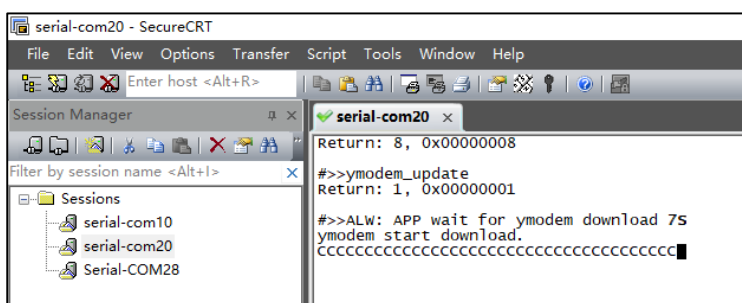 serial-com20 - SecureCRT
File Edit View Options Transfer Script Tools Window Help
Enter host <Alt+R>
Session Manager
serial-com20
Filter by session name <Alt+I>
Sessions
serial-com10
serial-com20
Serial-COM28
Return: 8, 0x00000008
#>>ymodem_update
Return: 1, 0x00000001
#>>ALW: APP wait for ymodem download 7S
ymodem start download.
CCCCCCCCCCCCCCCCCCCCCCCCCCCCCCCCCCCCCC